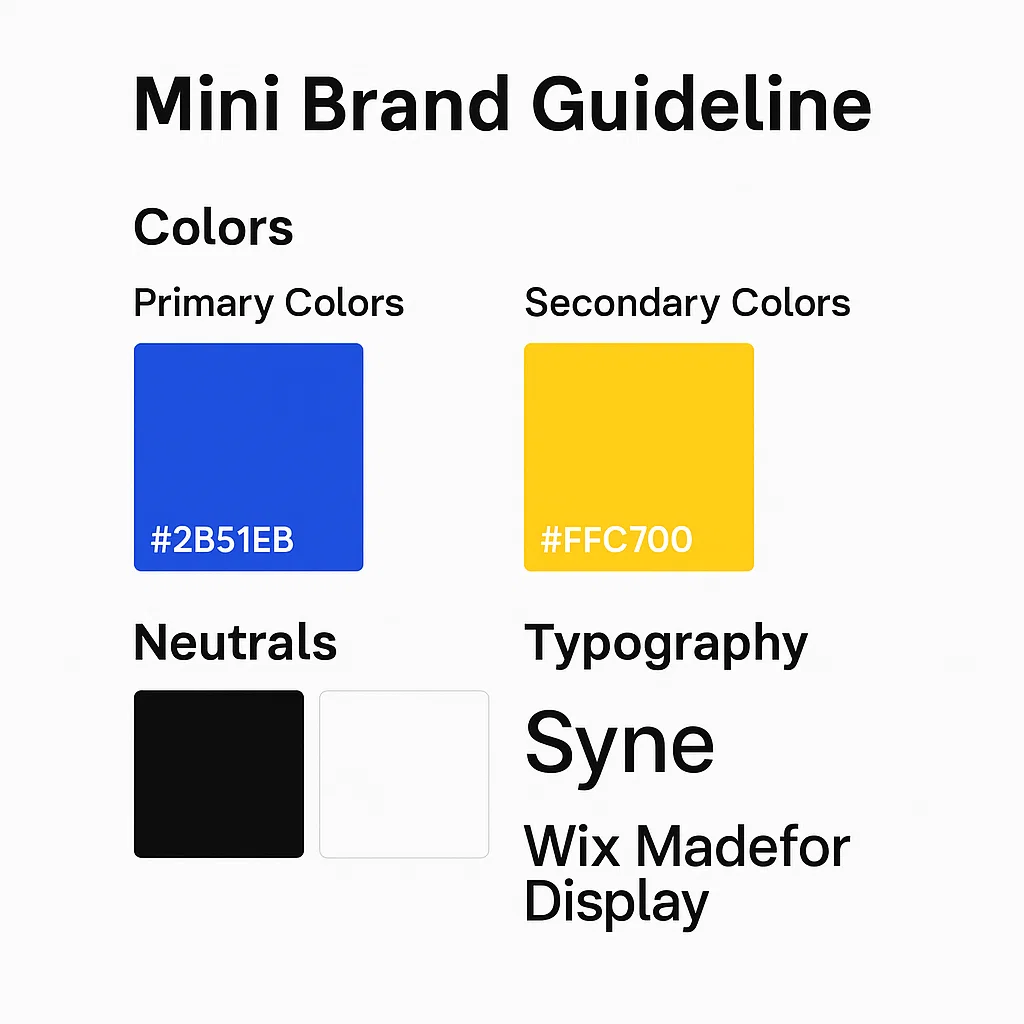 Mini Brand Guideline
Colors
Primary Colors
Secondary Colors
#2B51EB
#FFC700
Neutrals
Typography
Syne
Wix Madefor
Display